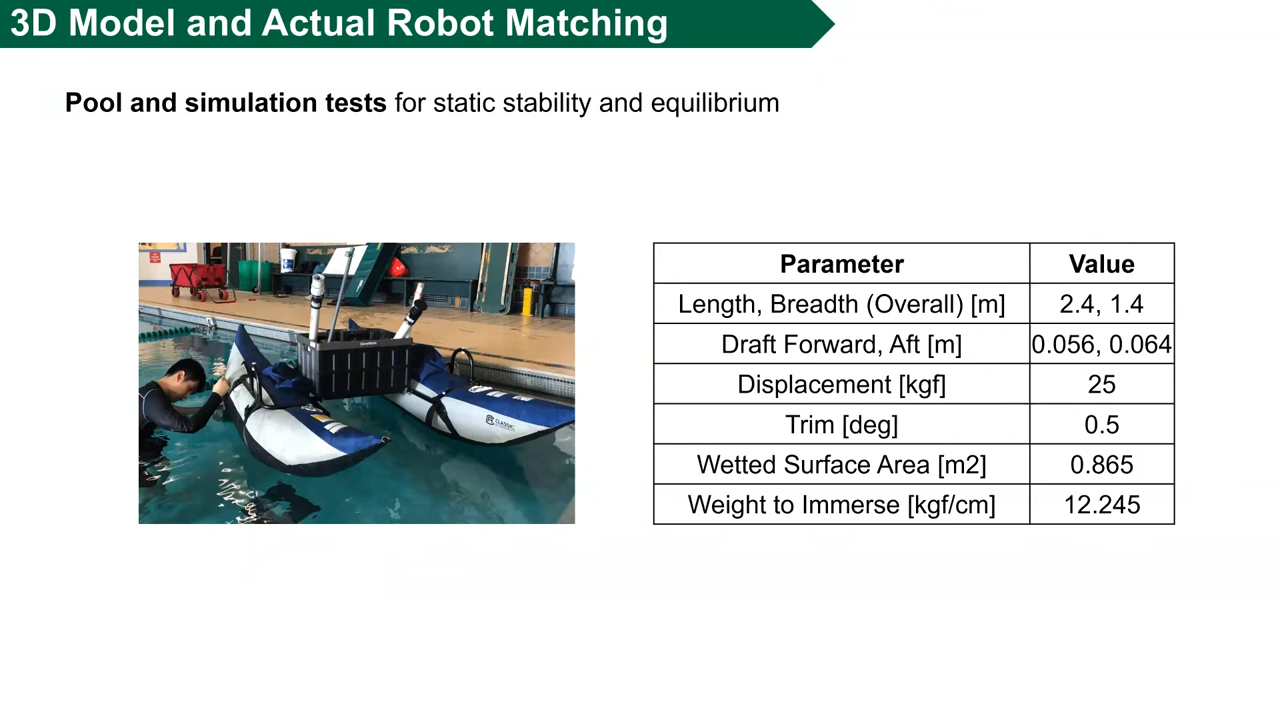 3D Model and Actual Robot Matching
Pool and simulation tests for static stability and equilibrium
CLASSIC
Parameter Value
Length, Breadth (Overall) [m] 2.4, 1.4
Draft Forward, Aft [m] 0.056, 0.064
Displacement [kgf] 25
Trim [deg] 0.5
Wetted Surface Area [m2] 0.865
Weight to Immerse [kgf/cm] 12.245